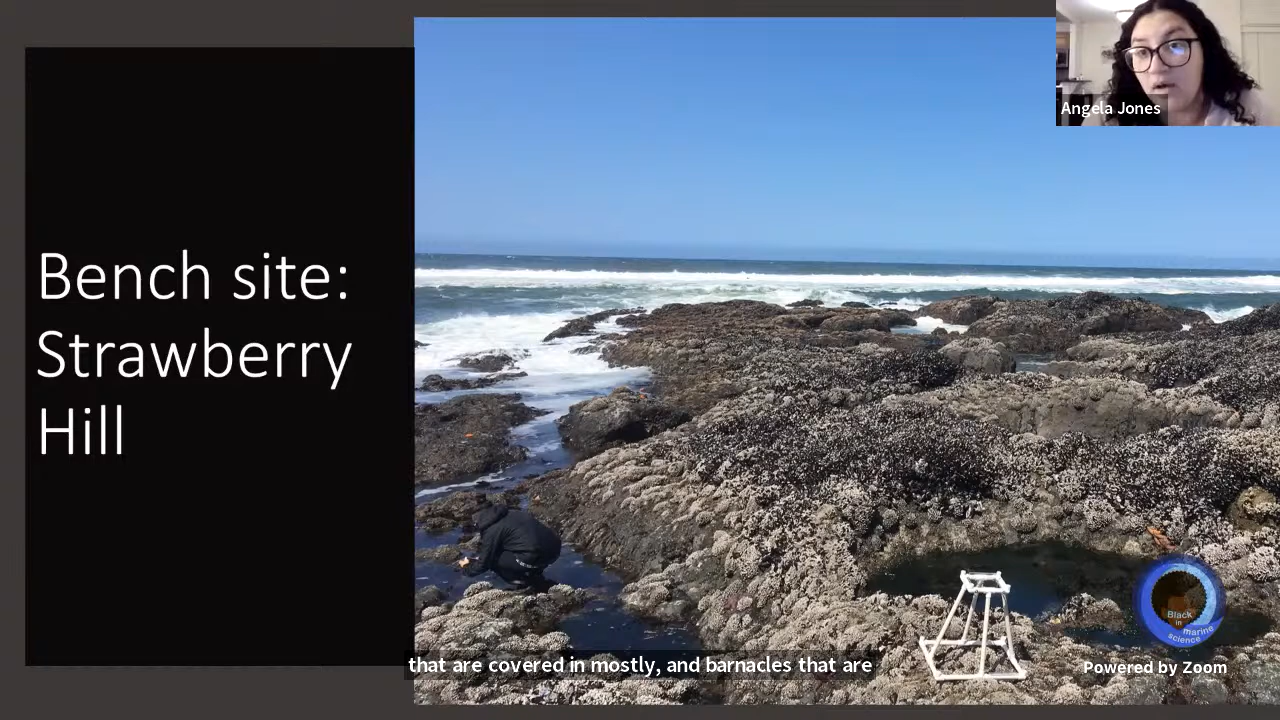 Angela Jones
Bench site:
Strawberry
Hill
Black
in
marine
science
that are covered in mostly, and barnacles that are
Powered by Zoom